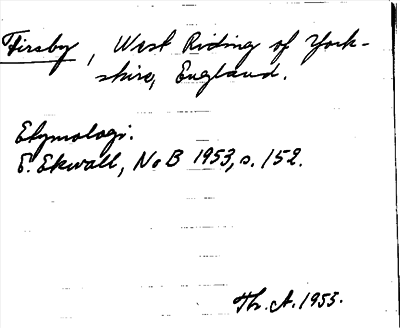 Firsby, West Riding of York-
shire, England.
Etymologi.
E. Ekwall, NoB 1953, s. 152.
Th. A. 1955.